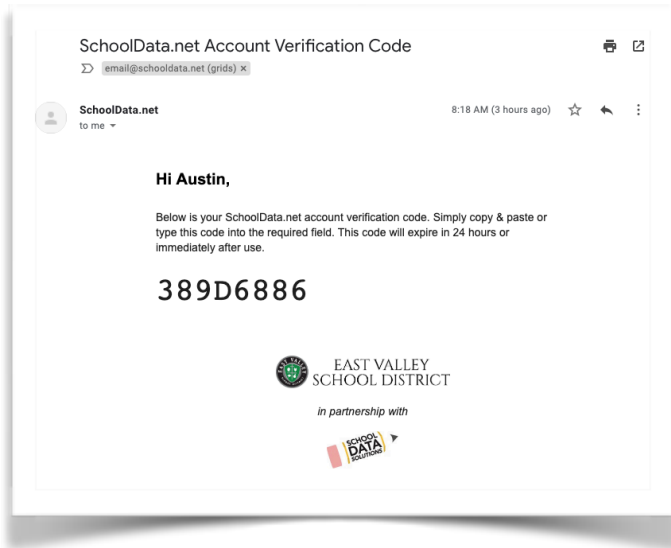 SchoolData.net Account Verification Code
email@schooldata.net (grids) ×
SchoolData.net
8:18 AM (3 hours ago)
to me
Hi Austin,
Below is your SchoolData.net account verification code. Simply copy & paste or
type this code into the required field. This code will expire in 24 hours or
immediately after use.
389D6886
EAST VALLEY
SCHOOL DISTRICT
in partnership with
SCHOOL
DATA
SOLUTIONS